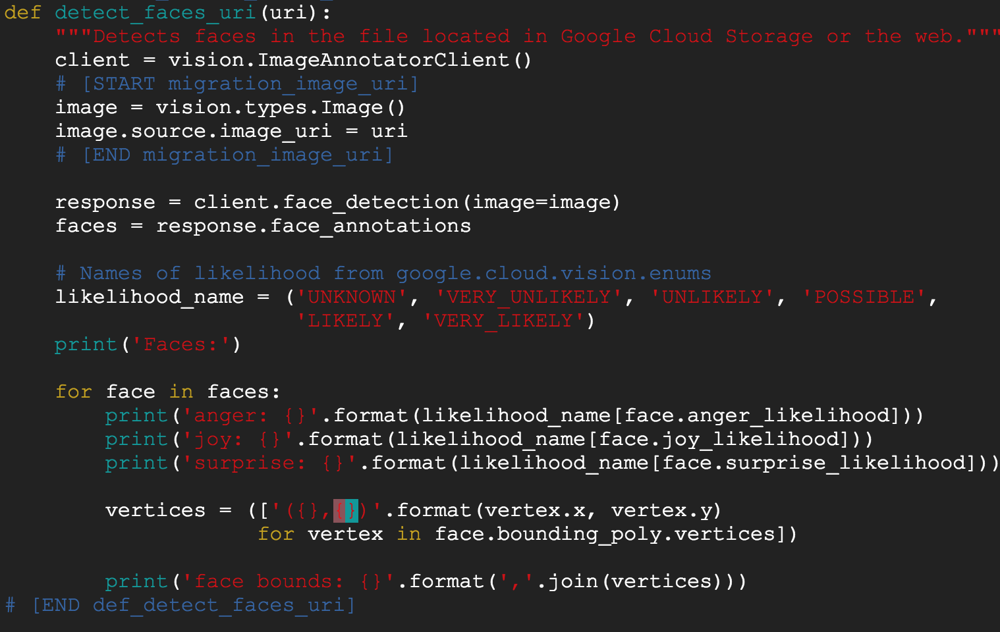 def detect_faces_uri(uri):
    """Detects faces in the file located in Google Cloud Storage or the web."""
    client = vision.ImageAnnotatorClient()
    # [START migration_image_uri]
    image = vision.types.Image()
    image.source.image_uri = uri
    # [END migration_image_uri]

    response = client.face_detection(image=image)
    faces = response.face_annotations

    # Names of likelihood from google.cloud.vision.enums
    likelihood_name = ('UNKNOWN', 'VERY_UNLIKELY', 'UNLIKELY', 'POSSIBLE',
                       'LIKELY', 'VERY_LIKELY')
    print('Faces:')

    for face in faces:
        print('anger: {}'.format(likelihood_name[face.anger_likelihood]))
        print('joy: {}'.format(likelihood_name[face.joy_likelihood]))
        print('surprise: {}'.format(likelihood_name[face.surprise_likelihood]))

        vertices = (['({},{})'.format(vertex.x, vertex.y)
                    for vertex in face.bounding_poly.vertices])

        print('face bounds: {}'.format(','.join(vertices)))
# [END def_detect_faces_uri]